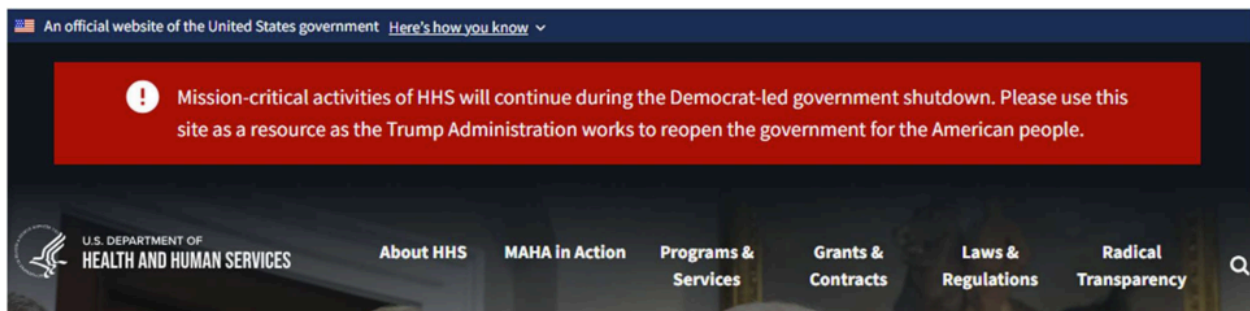 An official website of the United States government Here's how you know
Mission-critical activities of HHS will continue during the Democrat-led government shutdown. Please use this
site as a resource as the Trump Administration works to reopen the government for the American people.
U.S. DEPARTMENT OF
HEALTH AND HUMAN SERVICES
About HHS
MAHA in Action
Programs &
Services
Grants &
Contracts
Laws &
Regulations
Radical
Transparency